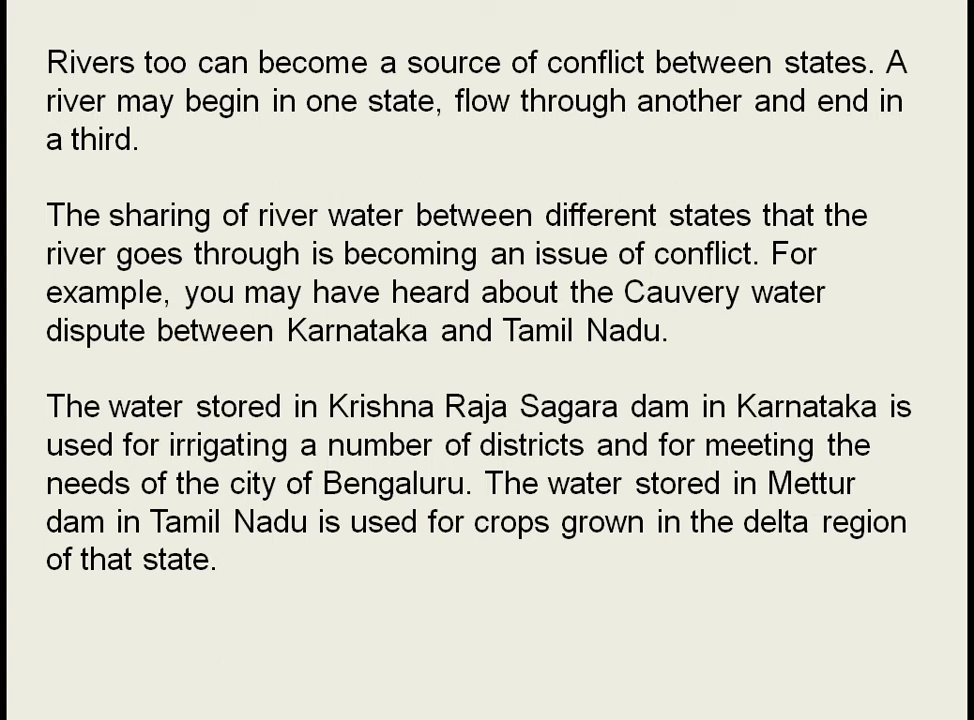 Rivers too can become a source of conflict between states. A
river may begin in one state, flow through another and end in
a third.
The sharing of river water between different states that the
river goes through is becoming an issue of conflict. For
example, you may have heard about the Cauvery water
dispute between Karnataka and Tamil Nadu.
The water stored in Krishna Raja Sagara dam in Karnataka is
used for irrigating a number of districts and for meeting the
needs of the city of Bengaluru. The water stored in Mettur
dam in Tamil Nadu is used for crops grown in the delta region
of that state.